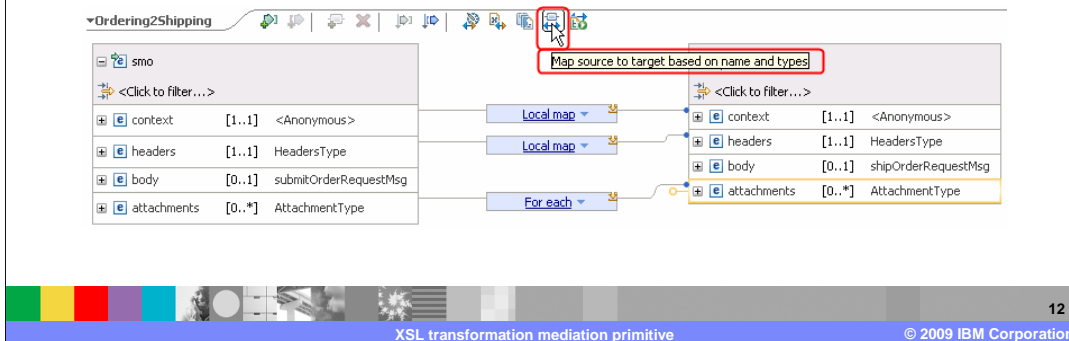 Ordering2Shipping
Map source to target based on name and types
smo
<Click to filter...>
context [1..1] <Anonymous>
headers [1..1] HeadersType
body [0..1] submitOrderRequestMsg
attachments [0..*] AttachmentType
Local map
Local map
For each
<Click to filter...>
context [1..1] <Anonymous>
headers [1..1] HeadersType
body [0..1] shipOrderRequestMsg
attachments [0..*] AttachmentType
12
XSL transformation mediation primitive
© 2009 IBM Corporation